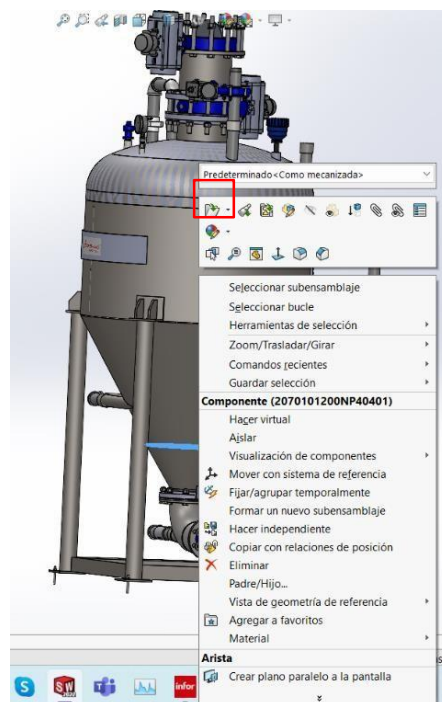 Predeterminado<Como mecanizada>
Seleccionar subensamblaje
Seleccionar bucle
Herramientas de selección
Zoom/Trasladar/Girar
Comandos recientes
Guardar selección
Componente (2070101200NP40401)
Hacer virtual
Aislar
Visualización de componentes
Mover con sistema de referencia
Fijar/agrupar temporalmente
Formar un nuevo subensamblaje
Hacer independiente
Copiar con relaciones de posición
Eliminar
Padre/Hijo...
Vista de geometría de referencia
Agregar a favoritos
Material
Arista
Crear plano paralelo a la pantalla
S
SW
infor